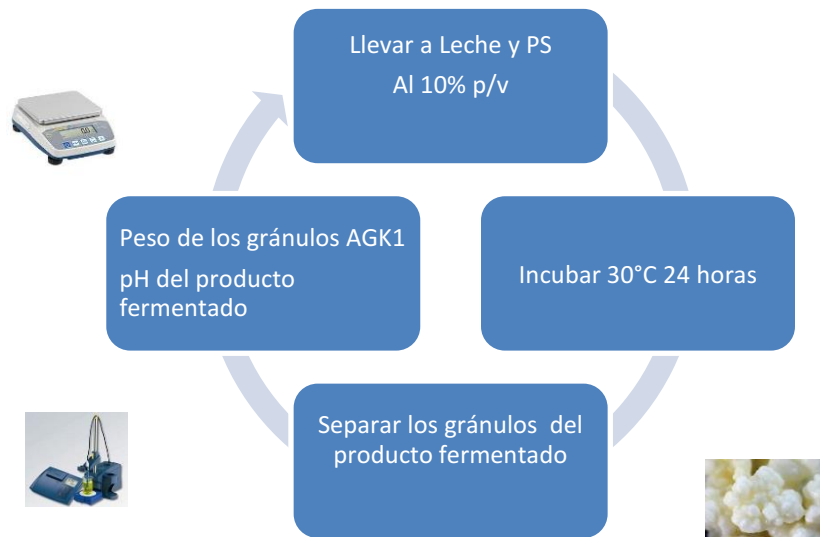 Llevar a Leche y PS
Al 10% p/v
Peso de los gránulos AGK1
pH del producto
fermentado
Incubar 30°C 24 horas
Separar los gránulos del
producto fermentado